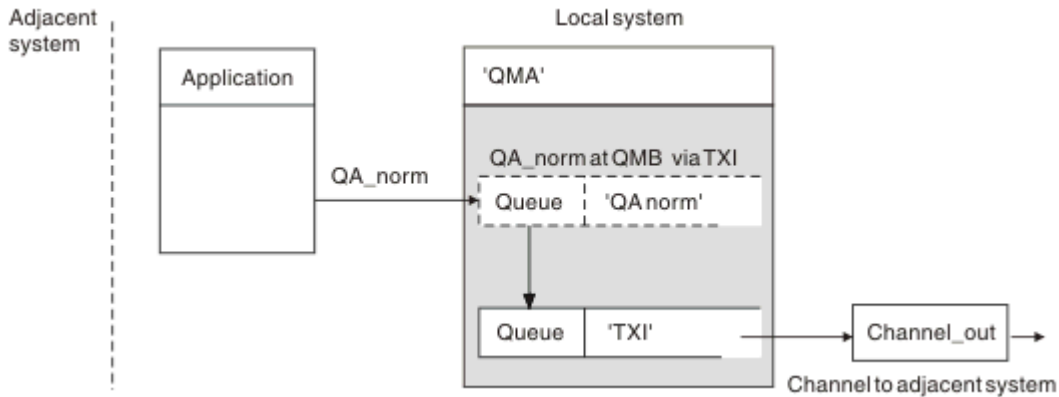 Adjacent
system
Local system
Application
'QMA'
QA_norm at QMB via TXI
QA_norm
Queue
'QA norm'
Queue
'TXI'
Channel_out
Channel to adjacent system